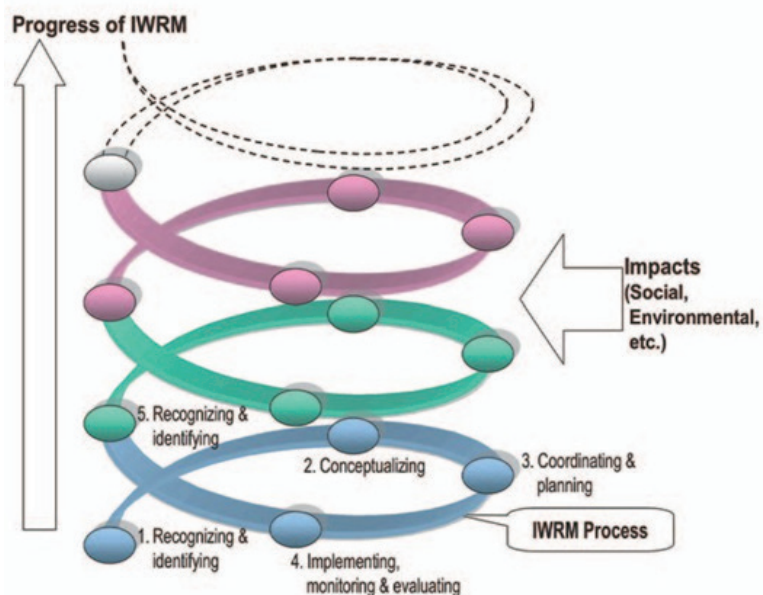 Progress of IWRM
Impacts
(Social,
Environmental,
etc.)
5. Recognizing &
identifying
2. Conceptualizing
3. Coordinating &
planning
1. Recognizing &
identifying
IWRM Process
4. Implementing,
monitoring & evaluating